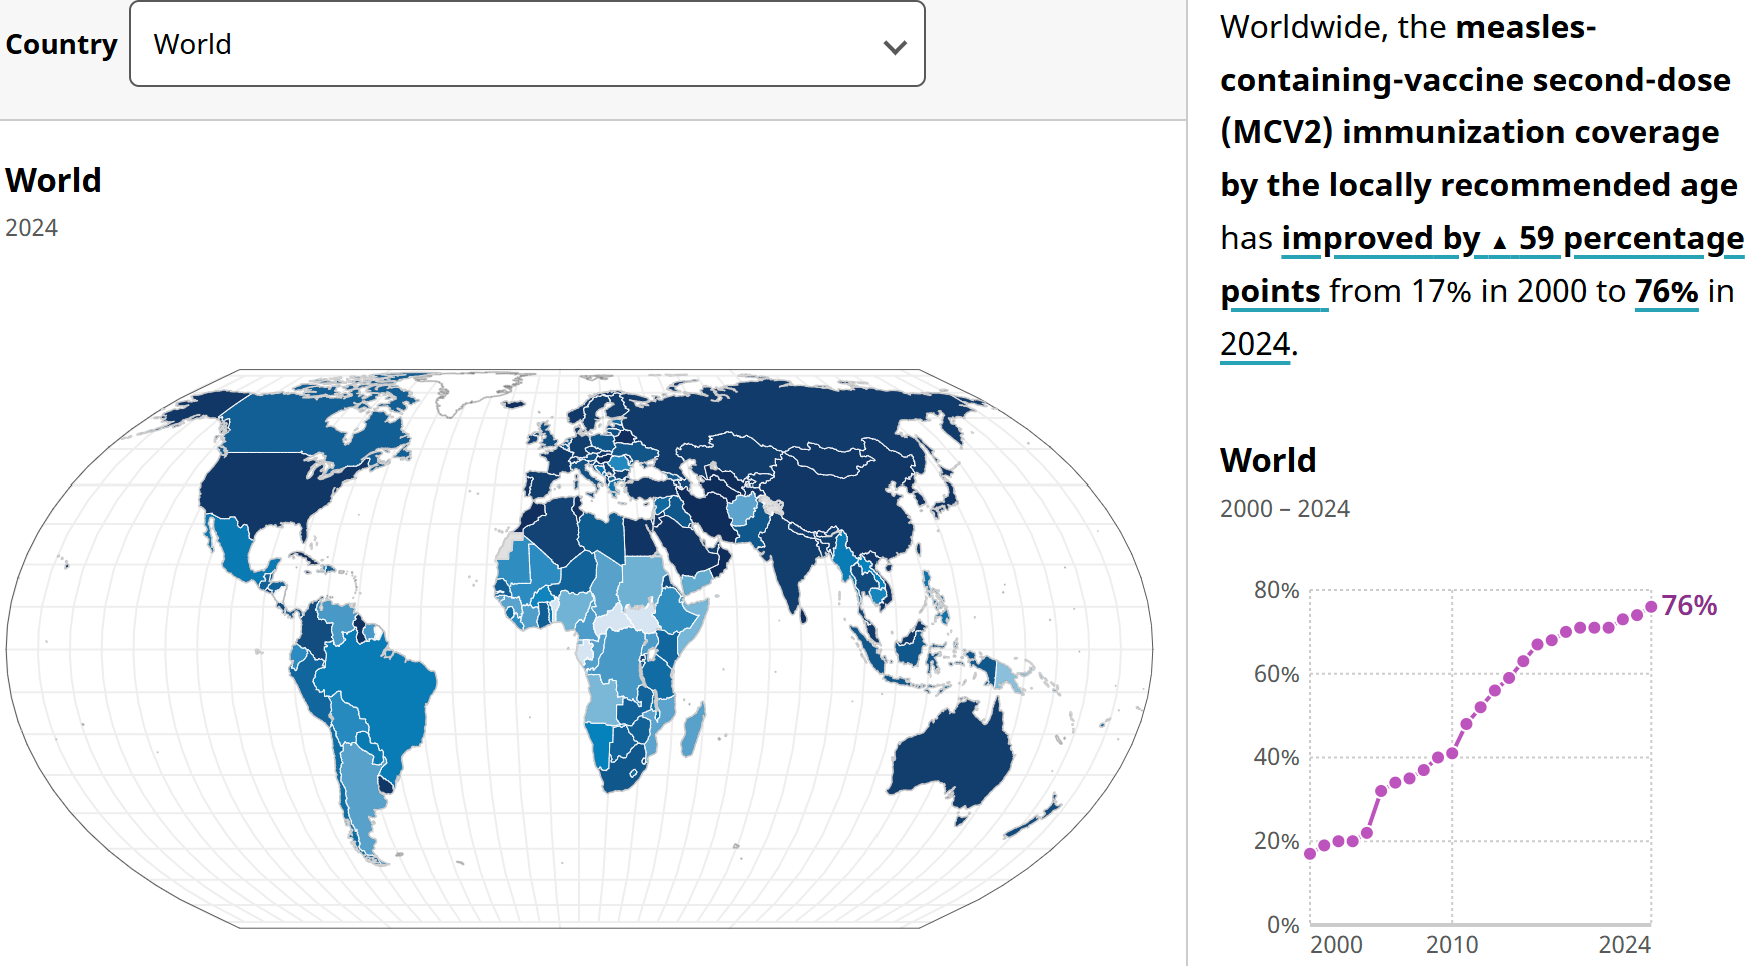 Country
World
World
2024
Worldwide, the measles-
containing-vaccine second-dose
(MCV2) immunization coverage
by the locally recommended age
has improved by ▲ 59 percentage
points from 17% in 2000 to 76% in
2024.
World
2000 – 2024
80%
76%
60%
40%
20%
0%
2000
2010
2024